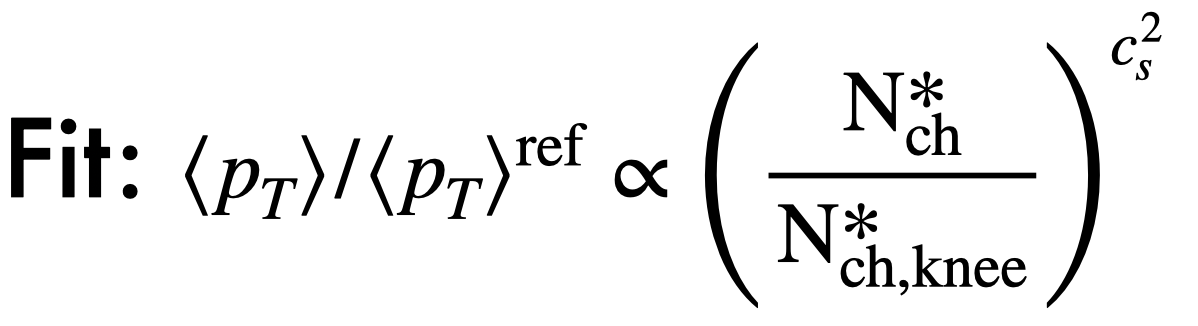 Fit: ⟨p_T⟩/⟨p_T⟩^ref ∝ (N*_ch / N*_ch,knee)^{c_s^2}